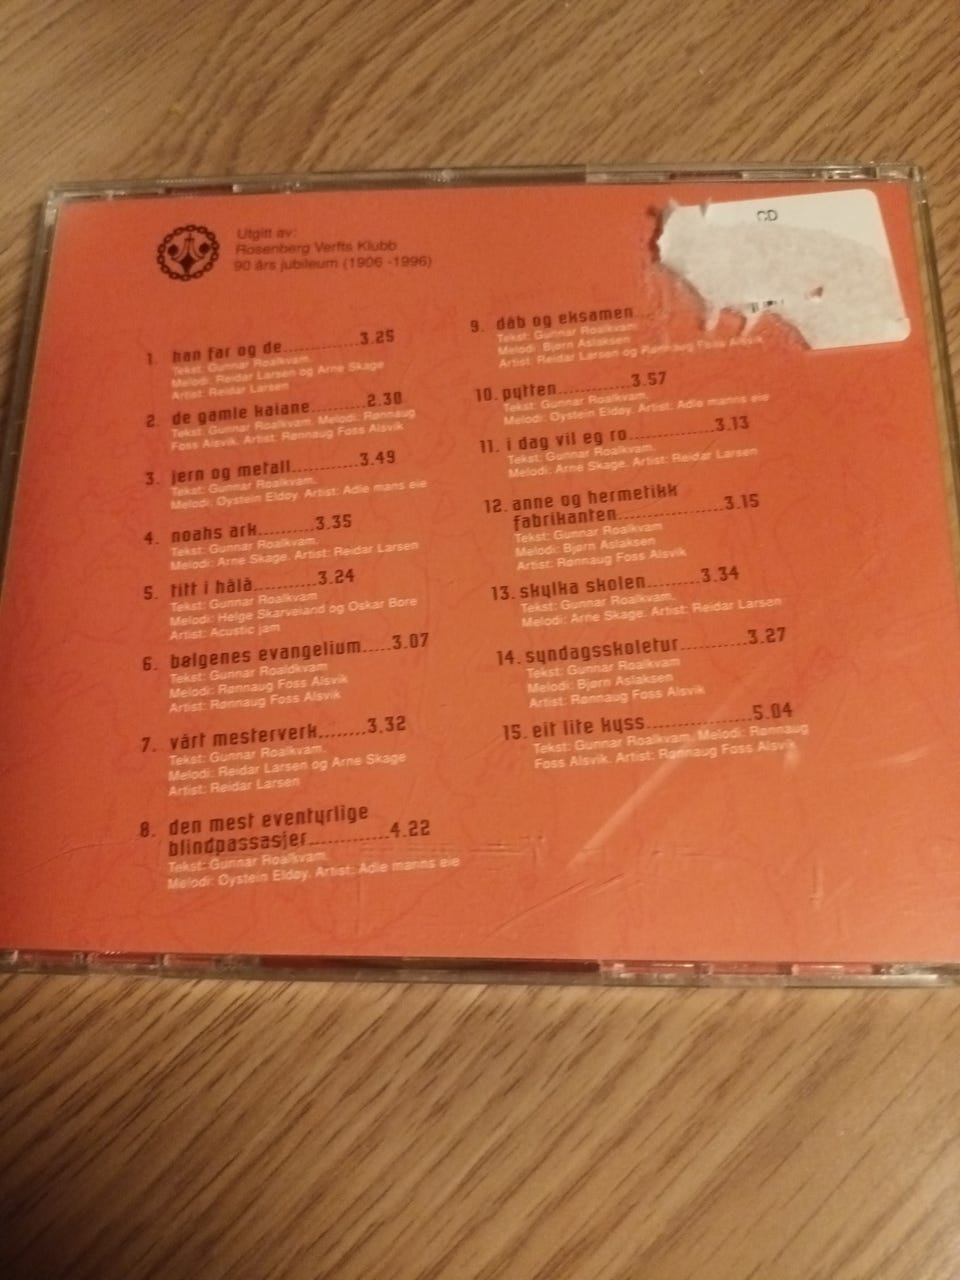 Utgitt av:
Rosenberg Verfts Klubb
90 års jubileum (1906 -1996)
CD
1. han far og de..............3.25
Tekst: Gunnar Roalkvam.
Melodi: Reidar Larsen og Arne Skage
Artist: Reidar Larsen
2. de gamle kaiane..........2.30
Tekst: Gunnar Roalkvam. Melodi: Rønnaug
Foss Alsvik. Artist: Rønnaug Foss Alsvik
3. jern og metall............3.49
Tekst: Gunnar Roalkvam.
Melodi: Øystein Eldøy. Artist: Adle mans eie
4. noahs ark..........3.35
Tekst: Gunnar Roalkvam.
Melodi: Arne Skage. Artist: Reidar Larsen
5. titt i hålå...........3.24
Tekst: Gunnar Roalkvam
Melodi: Helge Skarveland og Oskar Bore
Artist: Acustic jam
6. bølgenes evangelium.....3.07
Tekst: Gunnar Roaldkvam
Melodi: Rønnaug Foss Alsvik
Artist: Rønnaug Foss Alsvik
7. vårt mesterverk........3.32
Tekst: Gunnar Roalkvam.
Melodi: Reidar Larsen og Arne Skage
Artist: Reidar Larsen
8. den mest eventyrlige
blindpassasjer..............4.22
Tekst: Gunnar Roalkvam.
Melodi: Øystein Eldøy. Artist: Adle manns eie
9. dåb og eksamen...
Tekst: Gunnar Roalkvam
Melodi: Bjørn Aslaksen
Artist: Reidar Larsen og Rønnaug Foss Alsvik
10. pytten.............3.57
Tekst: Gunnar Roalkvam.
Melodi: Øystein Eldøy. Artist: Adle manns eie
11. i dag vil eg ro...............3.13
Tekst: Gunnar Roalkvam.
Melodi: Arne Skage. Artist: Reidar Larsen
12. anne og hermetikk
fabrikanten..................3.15
Tekst: Gunnar Roalkvam
Melodi: Bjørn Aslaksen
Artist: Rønnaug Foss Alsvik
13. skylka skolen.........3.34
Tekst: Gunnar Roalkvam.
Melodi: Arne Skage. Artist: Reidar Larsen
14. syndagsskoletur...........3.27
Tekst: Gunnar Roalkvam
Melodi: Bjørn Aslaksen
Artist: Rønnaug Foss Alsvik
15. eit lite kyss..................5.04
Tekst: Gunnar Roalkvam. Melodi: Rønnaug
Foss Alsvik. Artist: Rønnaug Foss Alsvik